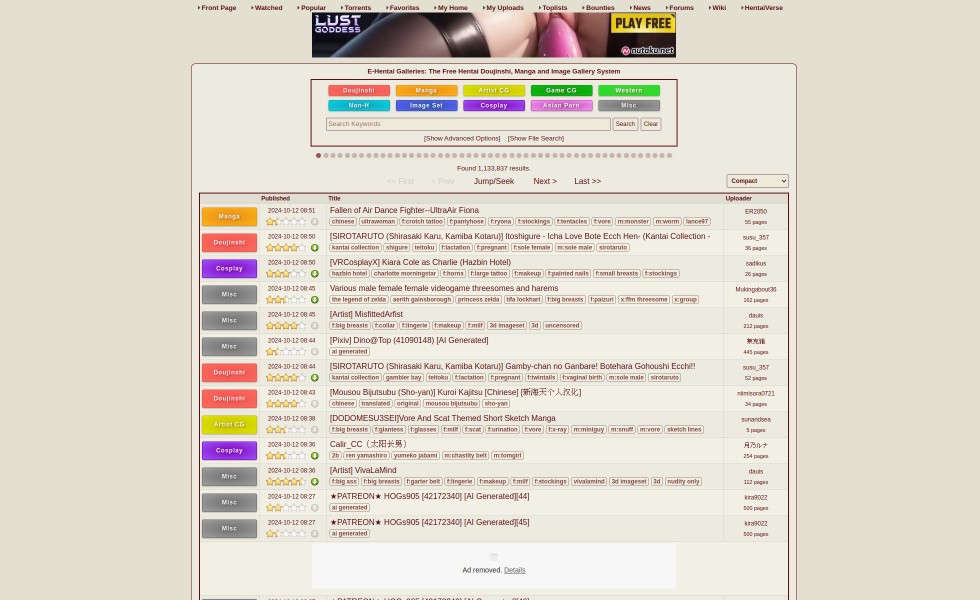 Front Page Watched Popular Torrents Favorites My Home My Uploads Toplists Bounties News Forums Wiki HentaiVerse
LUST GODDESS PLAY FREE
nutaku.net
E-Hentai Galleries: The Free Hentai Doujinshi, Manga and Image Gallery System
Doujinshi Manga Artist CG Game CG Western
Non-H Image Set Cosplay Asian Porn Misc
Search Keywords Search Clear
[Show Advanced Options] [Show File Search]
Found 1,133,837 results.
<< First < Prev Jump/Seek Next > Last >> Compact
Published Title Uploader
Manga 2024-10-12 08:51 Fallen of Air Dance Fighter--UltraAir Fiona ER2050
chinese ultrawoman f:crotch tattoo f:pantyhose f:ryona f:stockings f:tentacles f:vore m:monster m:worm lance97 55 pages
Doujinshi 2024-10-12 08:50 [SIROTARUTO (Shirasaki Karu, Kamiba Kotaru)] Itoshigure - Icha Love Bote Ecch Hen- (Kantai Collection - susu_357
kantai collection shigure teitoku f:lactation f:pregnant f:sole female m:sole male sirotaruto 36 pages
Cosplay 2024-10-12 08:50 [VRCosplayX] Kiara Cole as Charlie (Hazbin Hotel) sadikus
hazbin hotel charlotte morningstar f:horns f:large tattoo f:makeup f:painted nails f:small breasts f:stockings 26 pages
Misc 2024-10-12 08:45 Various male female female videogame threesomes and harems Mukingabout36
the legend of zelda aerith gainsborough princess zelda tifa lockhart f:big breasts f:paizuri x:ffm threesome x:group 162 pages
Misc 2024-10-12 08:45 [Artist] MisfittedArfist dauis
f:big breasts f:collar f:lingerie f:makeup f:milf 3d imageset 3d uncensored 212 pages
Misc 2024-10-12 08:44 [Pixiv] Dino@Top (41090148) [AI Generated]
ai generated 445 pages
Doujinshi 2024-10-12 08:44 [SIROTARUTO (Shirasaki Karu, Kamiba Kotaru)] Gamby-chan no Ganbare! Botehara Gohoushi Ecchi!! susu_357
kantai collection gambier bay teitoku f:lactation f:pregnant f:twintails f:vaginal birth m:sole male sirotaruto 52 pages
Doujinshi 2024-10-12 08:43 [Mousou Bijutsubu (Sho-yan)] Kuroi Kajitsu [Chinese] [新海天个人汉化] niimisora0721
chinese translated original mousou bijutsubu sho-yan 34 pages
Artist CG 2024-10-12 08:38 [DODOMESU3SEI]Vore And Scat Themed Short Sketch Manga sunandsea
f:big breasts f:giantess f:glasses f:milf f:scat f:urination f:vore f:x-ray m:miniguy m:snuff m:vore sketch lines 5 pages
Cosplay 2024-10-12 08:36 Calir_CC（太阳长男） 月乃ルナ
2b ren yamashiro yumeko jabami m:chastity belt m:tomgirl 254 pages
Misc 2024-10-12 08:36 [Artist] VivaLaMind dauis
f:big ass f:big breasts f:garter belt f:lingerie f:makeup f:milf f:stockings vivalamind 3d imageset 3d nudity only 112 pages
Misc 2024-10-12 08:27 ★PATREON★ HOGs905 [42172340] [AI Generated][44] kira9022
ai generated 500 pages
Misc 2024-10-12 08:27 ★PATREON★ HOGs905 [42172340] [AI Generated][45] kira9022
ai generated 500 pages
Ad removed. Details